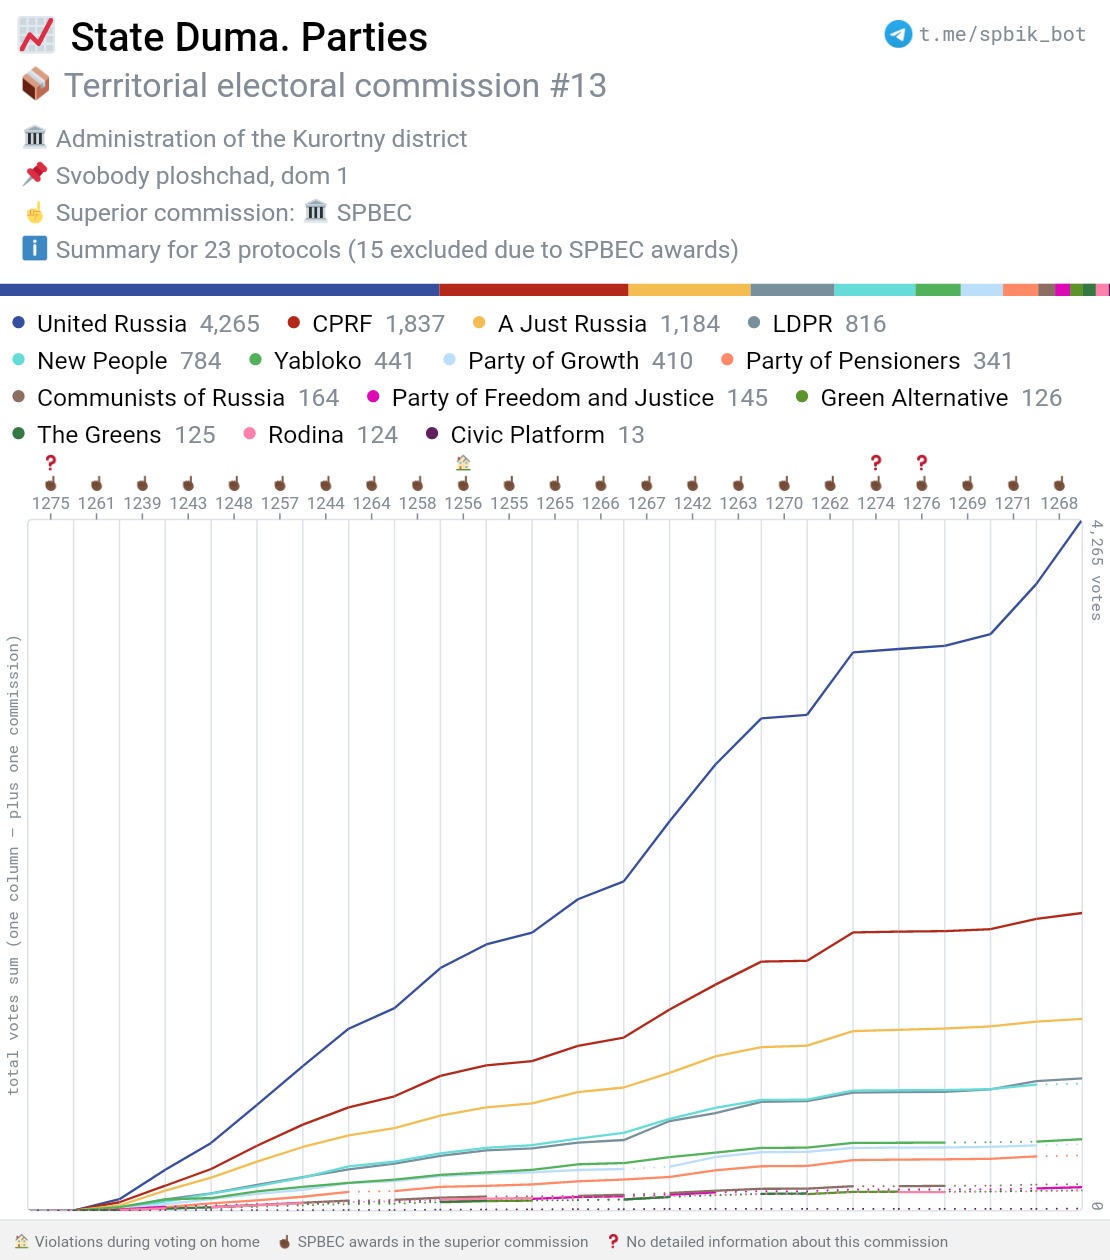 State Duma. Parties
t.me/spbik_bot
Territorial electoral commission #13
Administration of the Kurortny district
Svobody ploshchad, dom 1
Superior commission: SPBEC
Summary for 23 protocols (15 excluded due to SPBEC awards)
United Russia 4,265 CPRF 1,837 A Just Russia 1,184 LDPR 816
New People 784 Yabloko 441 Party of Growth 410 Party of Pensioners 341
Communists of Russia 164 Party of Freedom and Justice 145 Green Alternative 126
The Greens 125 Rodina 124 Civic Platform 13
1275 1261 1239 1243 1248 1257 1244 1264 1258 1256 1255 1265 1266 1267 1242 1263 1270 1262 1274 1276 1269 1271 1268
4,265 votes
total votes sum (one column — plus one commission)
0
Violations during voting on home SPBEC awards in the superior commission No detailed information about this commission